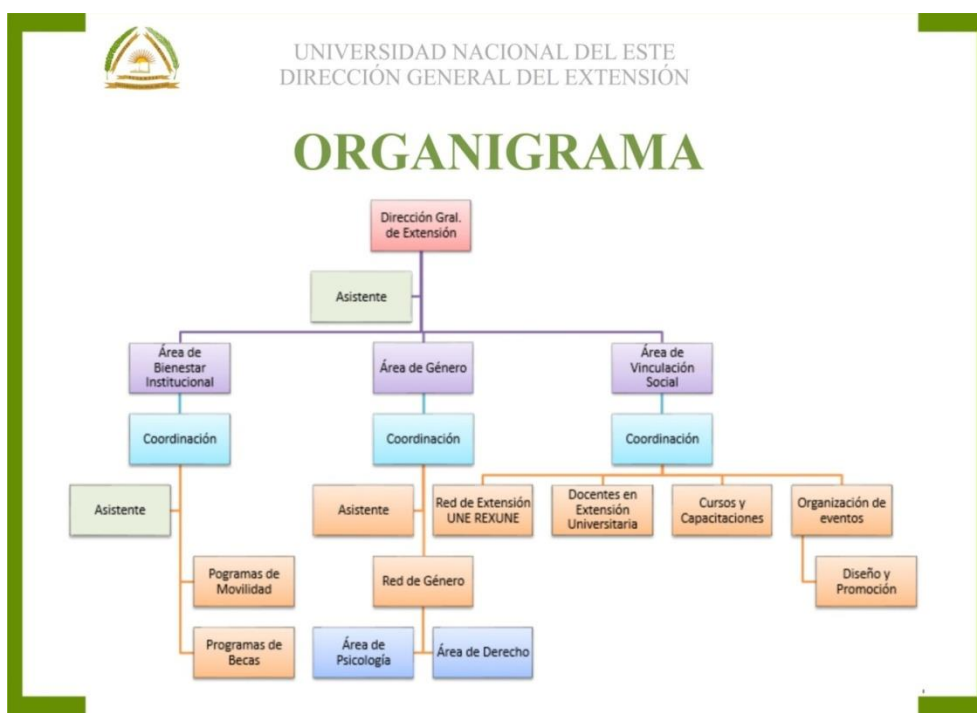 UNIVERSIDAD NACIONAL DEL ESTE
DIRECCIÓN GENERAL DEL EXTENSIÓN
ORGANIGRAMA
Dirección Gral.
de Extensión
Asistente
Área de
Bienestar
Institucional
Área de Género
Área de
Vinculación
Social
Coordinación
Coordinación
Coordinación
Asistente
Asistente
Red de Extensión
UNE REXUNE
Docentes en
Extensión
Universitaria
Cursos y
Capacitaciones
Organización de
eventos
Pogramas de
Movilidad
Red de Género
Diseño y
Promoción
Programas de
Becas
Área de
Psicología
Área de Derecho